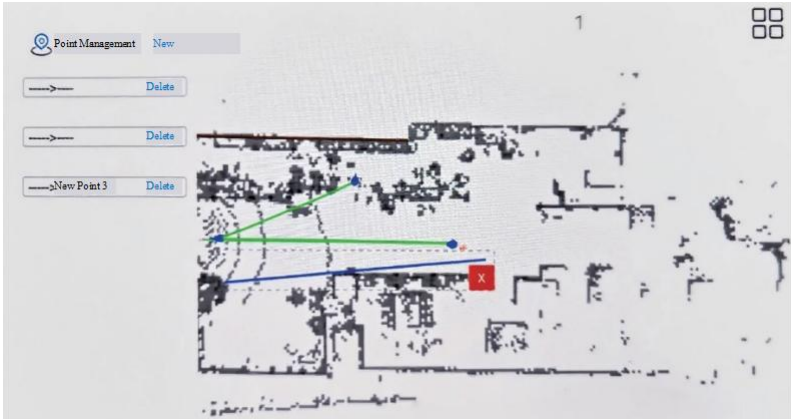 1
Point Management New
----->---- Delete
----->---- Delete
----->New Point 3 Delete
X